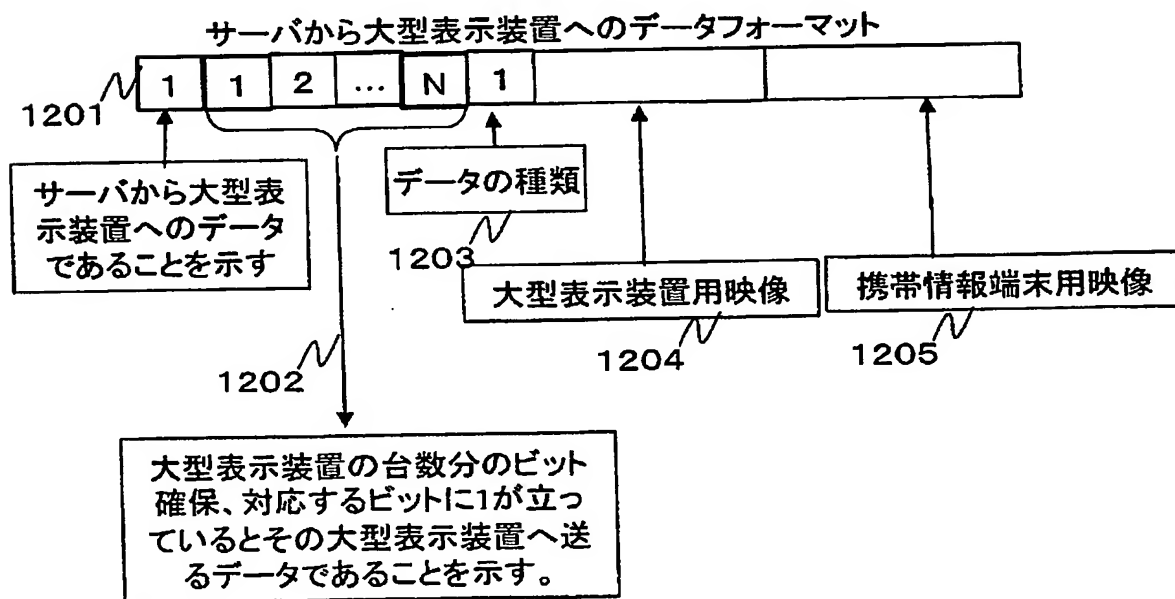 サーバから大型表示装置へのデータフォーマット
1 1 2 ... N 1
1201
サーバから大型表
示装置へのデータ
であることを示す
データの種類
1203
大型表示装置用映像
1204
携帯情報端末用映像
1205
1202
大型表示装置の台数分のビット
確保、対応するビットに1が立っ
ているとその大型表示装置へ送
るデータであることを示す。